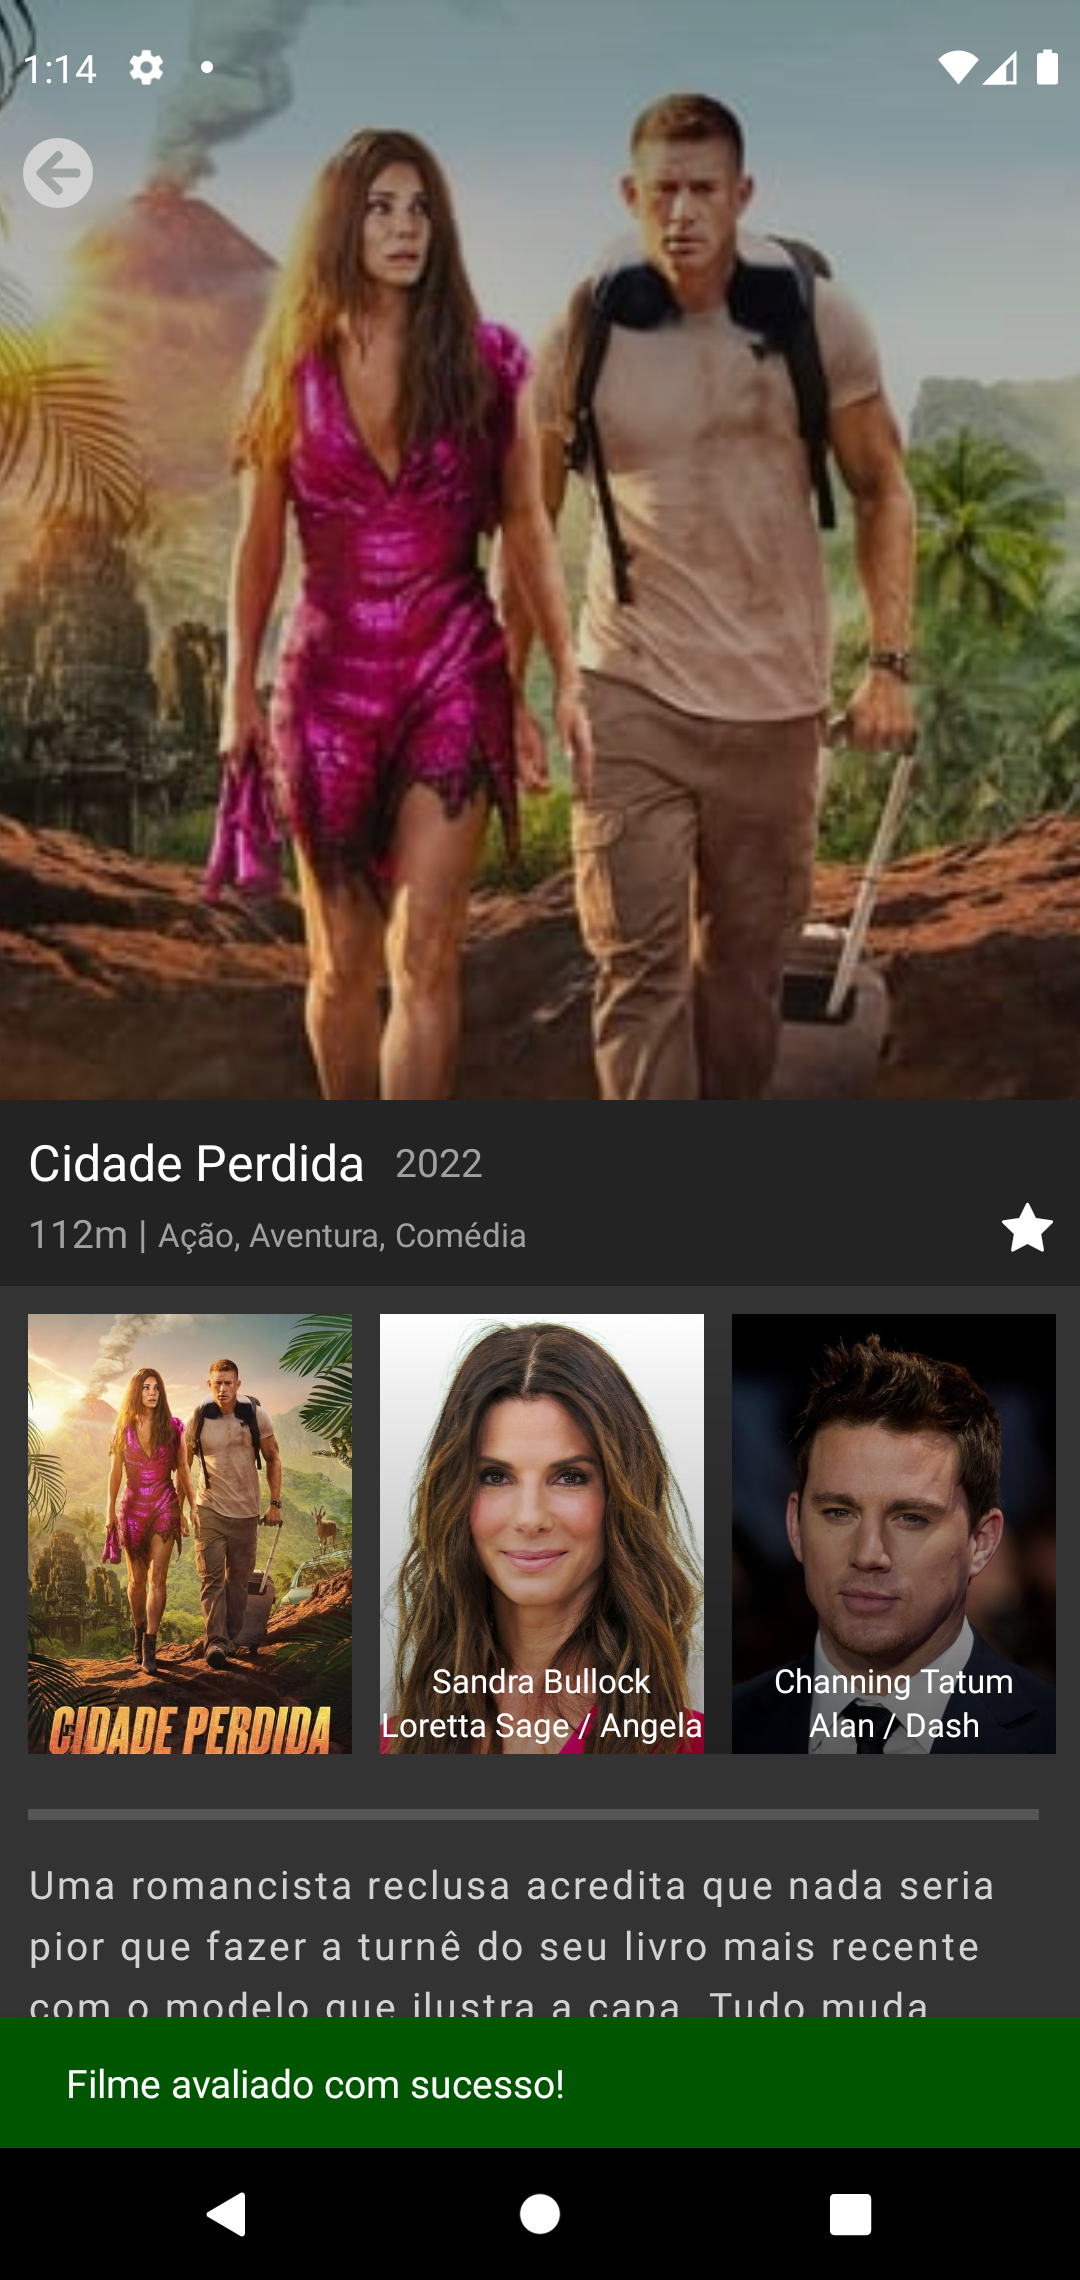 1:14
Cidade Perdida 2022
112m | Ação, Aventura, Comédia
CIDADE PERDIDA
Sandra Bullock
Loretta Sage / Angela
Channing Tatum
Alan / Dash
Uma romancista reclusa acredita que nada seria
pior que fazer a turnê do seu livro mais recente
com o modelo que ilustra a capa. Tudo muda
Filme avaliado com sucesso!